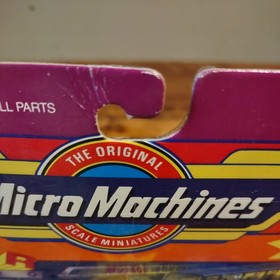 LL PARTS
THE ORIGINAL
Micro Machines
SCALE MINIATURES
R